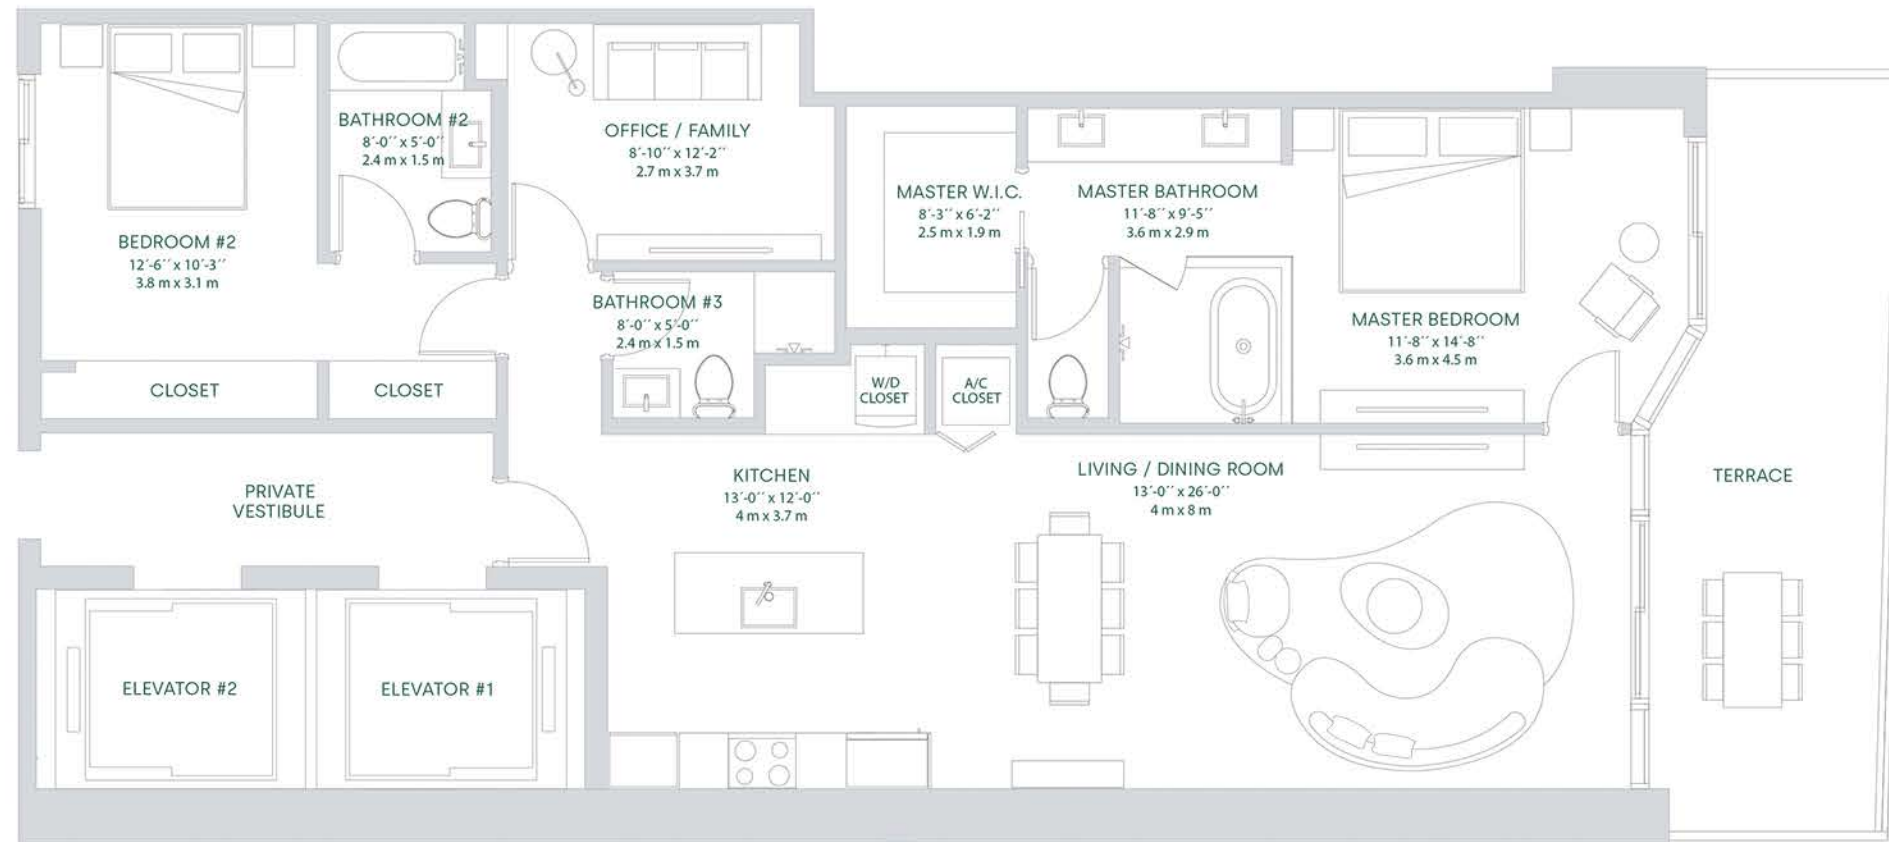 BEDROOM #2
12´-6´´ x 10´-3´´
3.8 m x 3.1 m
BATHROOM #2
8´-0´´ x 5´-0´´
2.4 m x 1.5 m
OFFICE / FAMILY
8´-10´´ x 12´-2´´
2.7 m x 3.7 m
MASTER W.I.C.
8´-3´´ x 6´-2´´
2.5 m x 1.9 m
MASTER BATHROOM
11´-8´´ x 9´-5´´
3.6 m x 2.9 m
MASTER BEDROOM
11´-8´´ x 14´-8´´
3.6 m x 4.5 m
BATHROOM #3
8´-0´´ x 5´-0´´
2.4 m x 1.5 m
CLOSET
CLOSET
W/D
CLOSET
A/C
CLOSET
PRIVATE
VESTIBULE
KITCHEN
13´-0´´ x 12´-0´´
4 m x 3.7 m
LIVING / DINING ROOM
13´-0´´ x 26´-0´´
4 m x 8 m
TERRACE
ELEVATOR #2
ELEVATOR #1